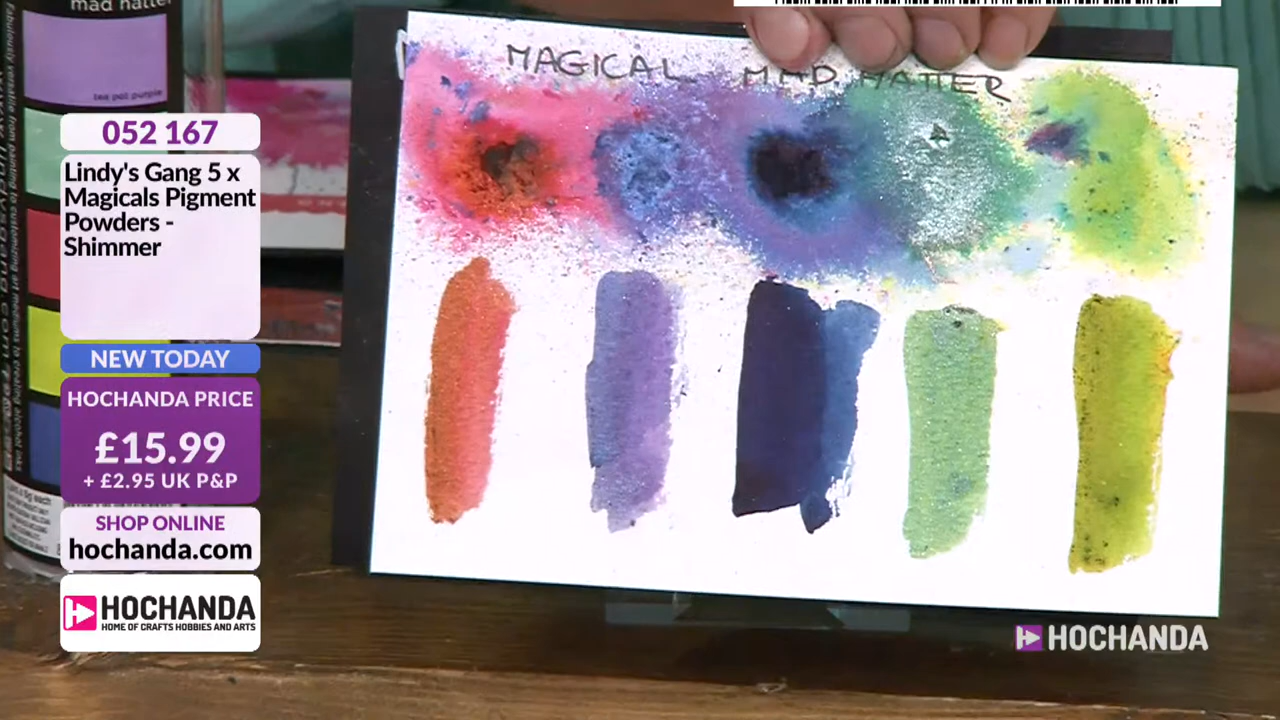 mad hatter
tea pot purple
052 167
Lindy's Gang 5 x
Magicals Pigment
Powders -
Shimmer
NEW TODAY
HOCHANDA PRICE
£15.99
+ £2.95 UK P&P
SHOP ONLINE
hochanda.com
HOCHANDA
HOME OF CRAFTS HOBBIES AND ARTS
MAGICAL MAD HATTER
HOCHANDA